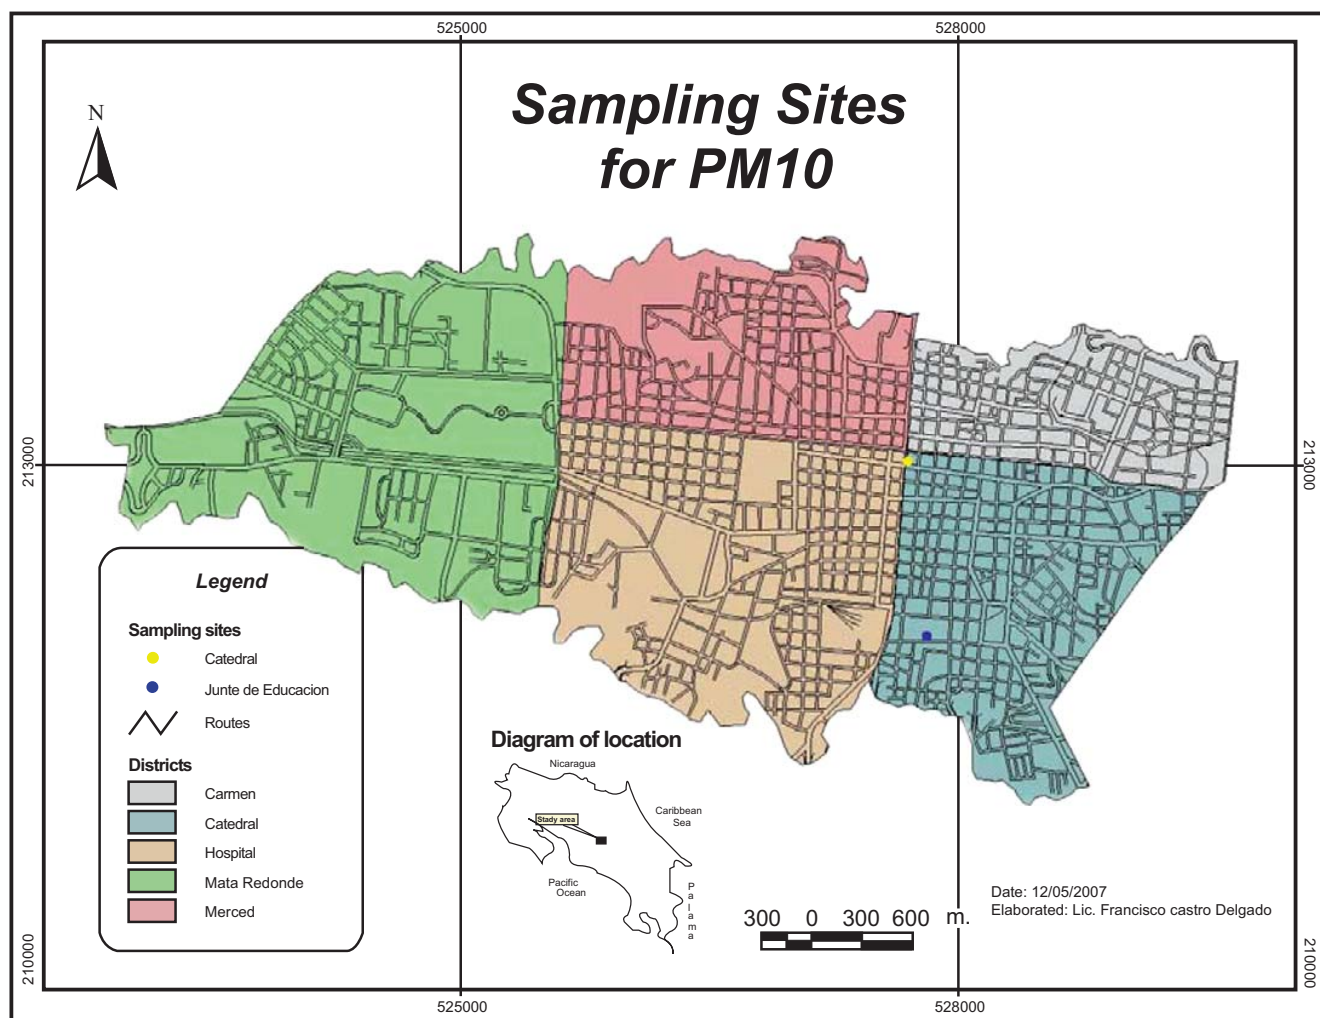 525000
528000
Sampling Sites
for PM10
N
213000
213000
Legend
Sampling sites
Catedral
Junte de Educacion
Routes
Districts
Carmen
Catedral
Hospital
Mata Redonde
Merced
Diagram of location
Nicaragua
Caribbean
Sea
Stady area
Pacific
Ocean
Palama
300 0 300 600 m.
Date: 12/05/2007
Elaborated: Lic. Francisco castro Delgado
210000
210000
525000
528000